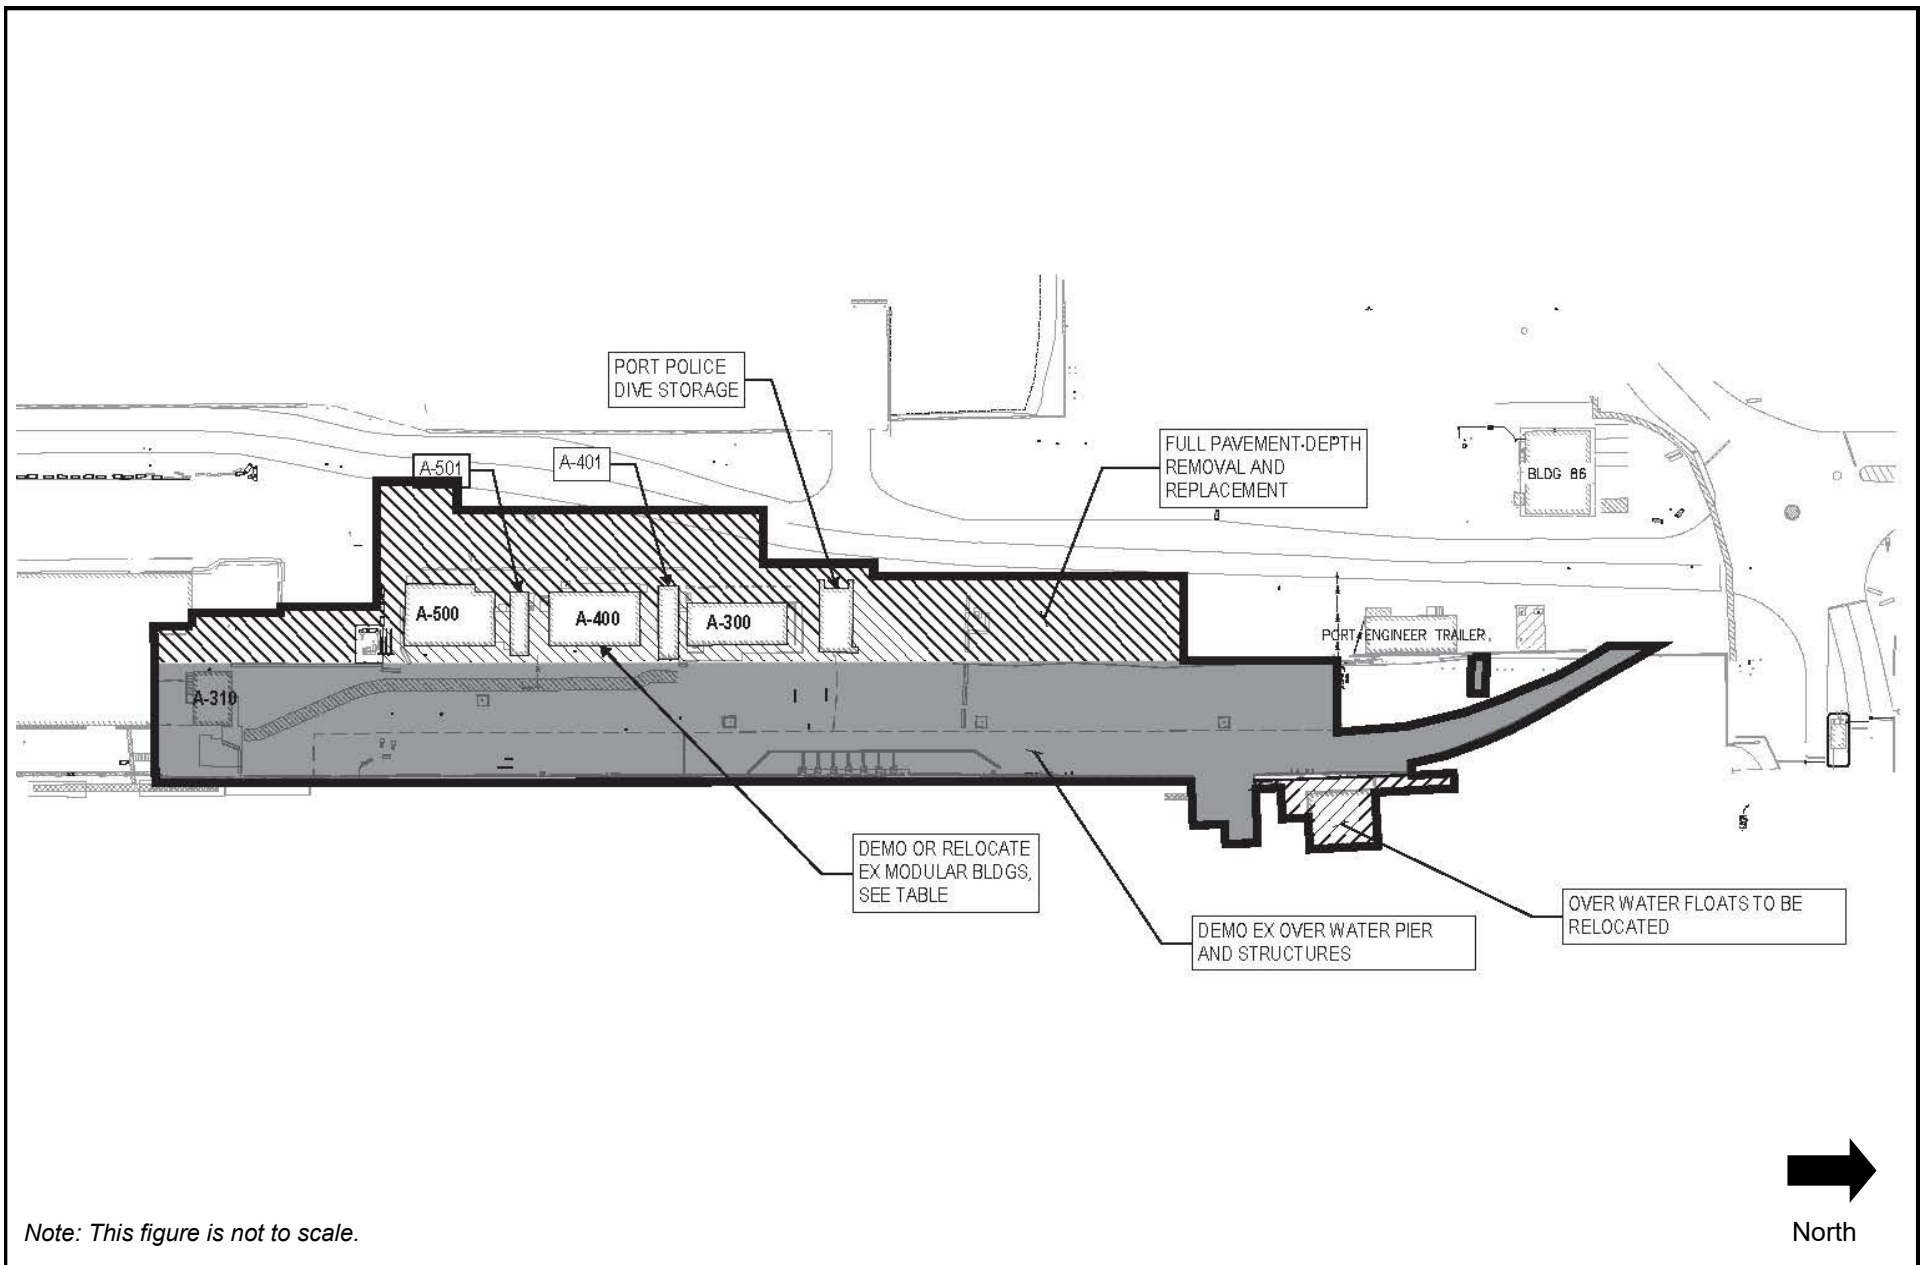 PORT POLICE
DIVE STORAGE
A-501
A-401
FULL PAVEMENT-DEPTH
REMOVAL AND
REPLACEMENT
BLDG 86
A-500
A-400
A-300
PORT ENGINEER TRAILER
A-310
DEMO OR RELOCATE
EX MODULAR BLDGS,
SEE TABLE
DEMO EX OVER WATER PIER
AND STRUCTURES
OVER WATER FLOATS TO BE
RELOCATED
Note: This figure is not to scale.
North